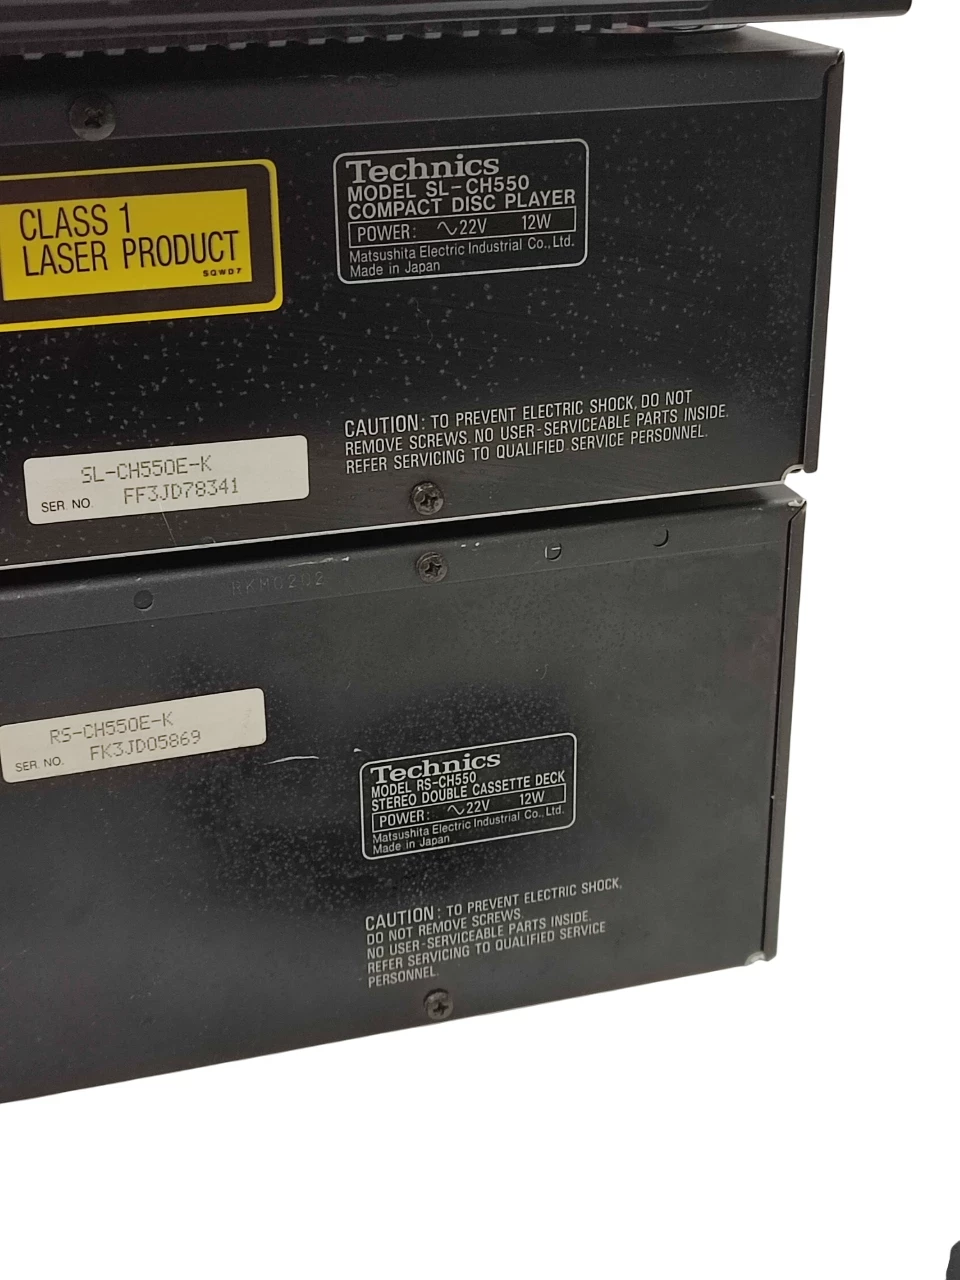 CLASS 1
LASER PRODUCT
SQWD7
Technics
MODEL SL-CH550
COMPACT DISC PLAYER
POWER: ∿22V 12W
Matsushita Electric Industrial Co., Ltd.
Made in Japan
CAUTION: TO PREVENT ELECTRIC SHOCK, DO NOT
REMOVE SCREWS. NO USER-SERVICEABLE PARTS INSIDE.
REFER SERVICING TO QUALIFIED SERVICE PERSONNEL.
SL-CH550E-K
SER. NO. FF3JD78341
RKM0202
RS-CH550E-K
SER. NO. FK3JD05869
Technics
MODEL RS-CH550
STEREO DOUBLE CASSETTE DECK
POWER: ∿22V 12W
Matsushita Electric Industrial Co., Ltd.
Made in Japan
CAUTION: TO PREVENT ELECTRIC SHOCK,
DO NOT REMOVE SCREWS.
NO USER-SERVICEABLE PARTS INSIDE.
REFER SERVICING TO QUALIFIED SERVICE
PERSONNEL.